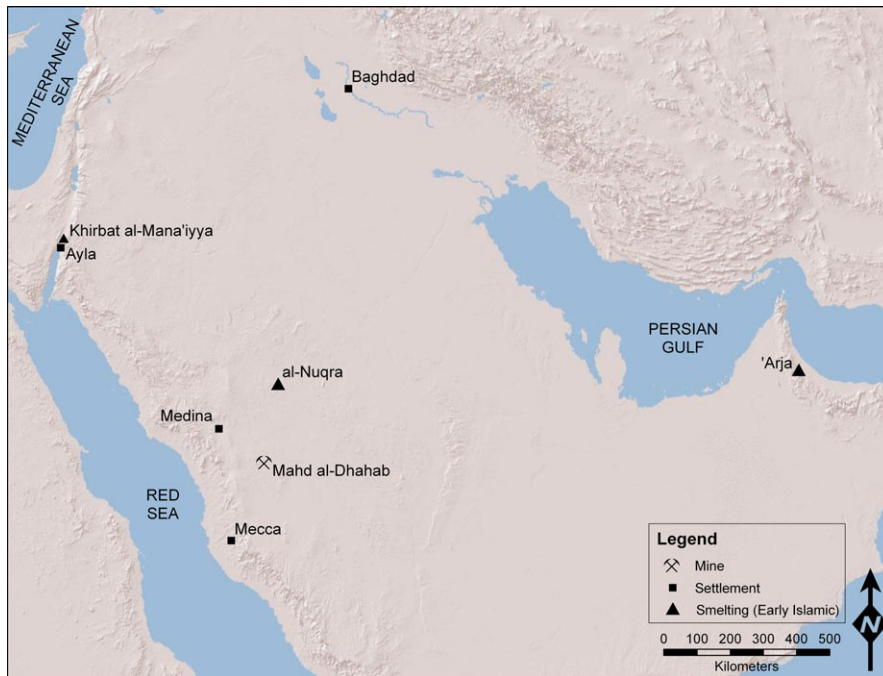 MEDITERRANEAN
SEA
Baghdad
Khirbat al-Mana'iyya
Ayla
PERSIAN
GULF
'Arja
al-Nuqra
Medina
Mahd al-Dhahab
RED
SEA
Mecca
Legend
Mine
Settlement
Smelting (Early Islamic)
0 100 200 300 400 500
Kilometers
N